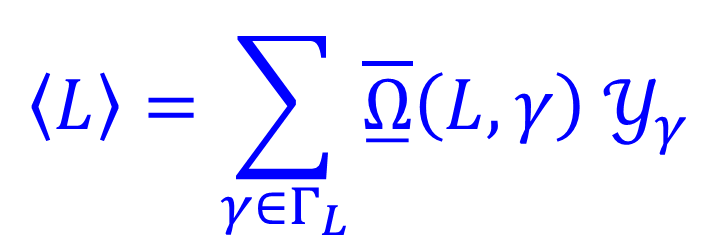 ⟨L⟩ = ∑_{γ∈Γ_L} \overline{\underline{Ω}}(L, γ) 𝒴_γ